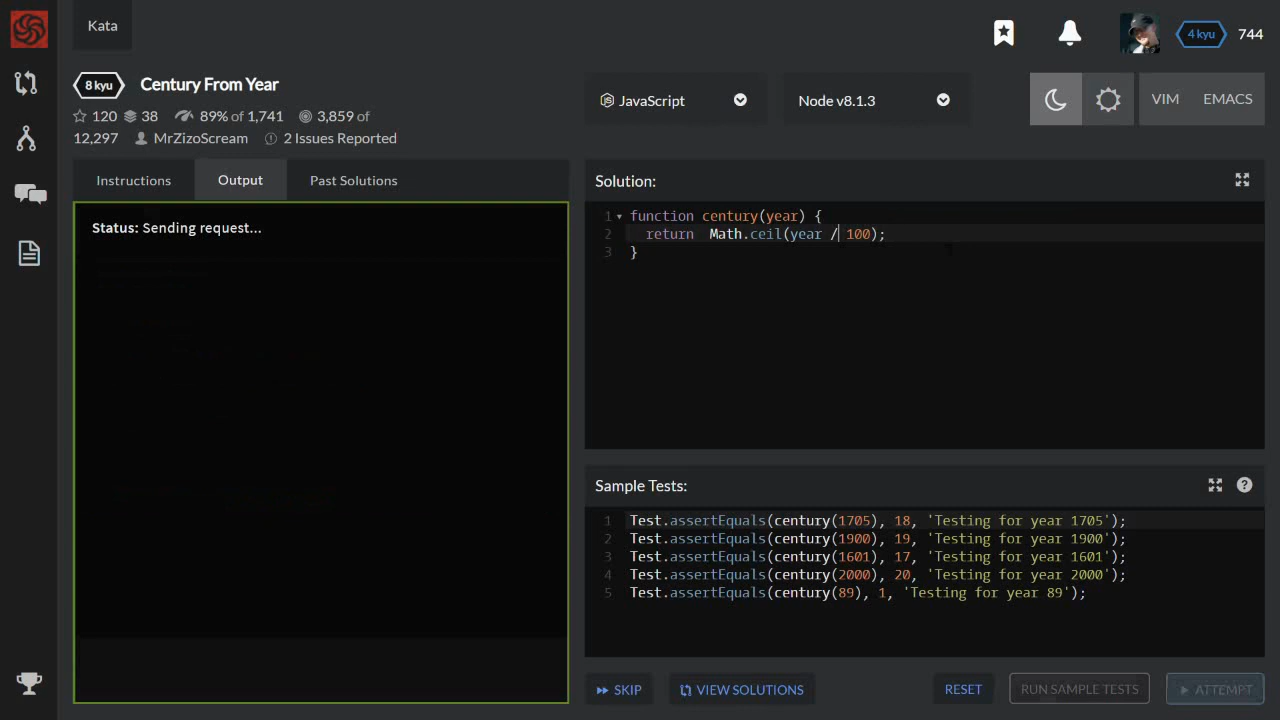 Kata
4 kyu 744
8 kyu Century From Year
120 38 89% of 1,741 3,859 of
12,297 MrZizoScream 2 Issues Reported
JavaScript Node v8.1.3 VIM EMACS
Instructions Output Past Solutions
Status: Sending request...
Solution:
1 function century(year) {
2 return  Math.ceil(year / 100);
3 }
Sample Tests:
1 Test.assertEquals(century(1705), 18, 'Testing for year 1705');
2 Test.assertEquals(century(1900), 19, 'Testing for year 1900');
3 Test.assertEquals(century(1601), 17, 'Testing for year 1601');
4 Test.assertEquals(century(2000), 20, 'Testing for year 2000');
5 Test.assertEquals(century(89), 1, 'Testing for year 89');
SKIP VIEW SOLUTIONS RESET RUN SAMPLE TESTS ATTEMPT